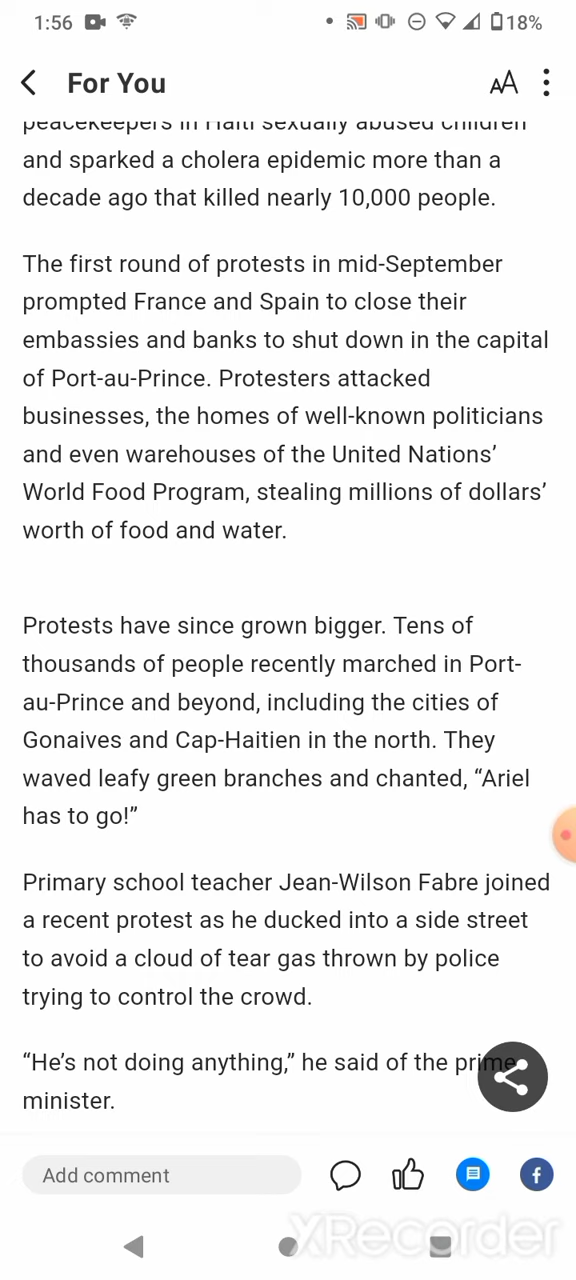 1:56
18%
For You
peacekeepers in Haiti sexually abused children
and sparked a cholera epidemic more than a
decade ago that killed nearly 10,000 people.
The first round of protests in mid-September
prompted France and Spain to close their
embassies and banks to shut down in the capital
of Port-au-Prince. Protesters attacked
businesses, the homes of well-known politicians
and even warehouses of the United Nations’
World Food Program, stealing millions of dollars’
worth of food and water.
Protests have since grown bigger. Tens of
thousands of people recently marched in Port-
au-Prince and beyond, including the cities of
Gonaives and Cap-Haitien in the north. They
waved leafy green branches and chanted, “Ariel
has to go!”
Primary school teacher Jean-Wilson Fabre joined
a recent protest as he ducked into a side street
to avoid a cloud of tear gas thrown by police
trying to control the crowd.
“He’s not doing anything,” he said of the prime
minister.
Add comment
XRecorder